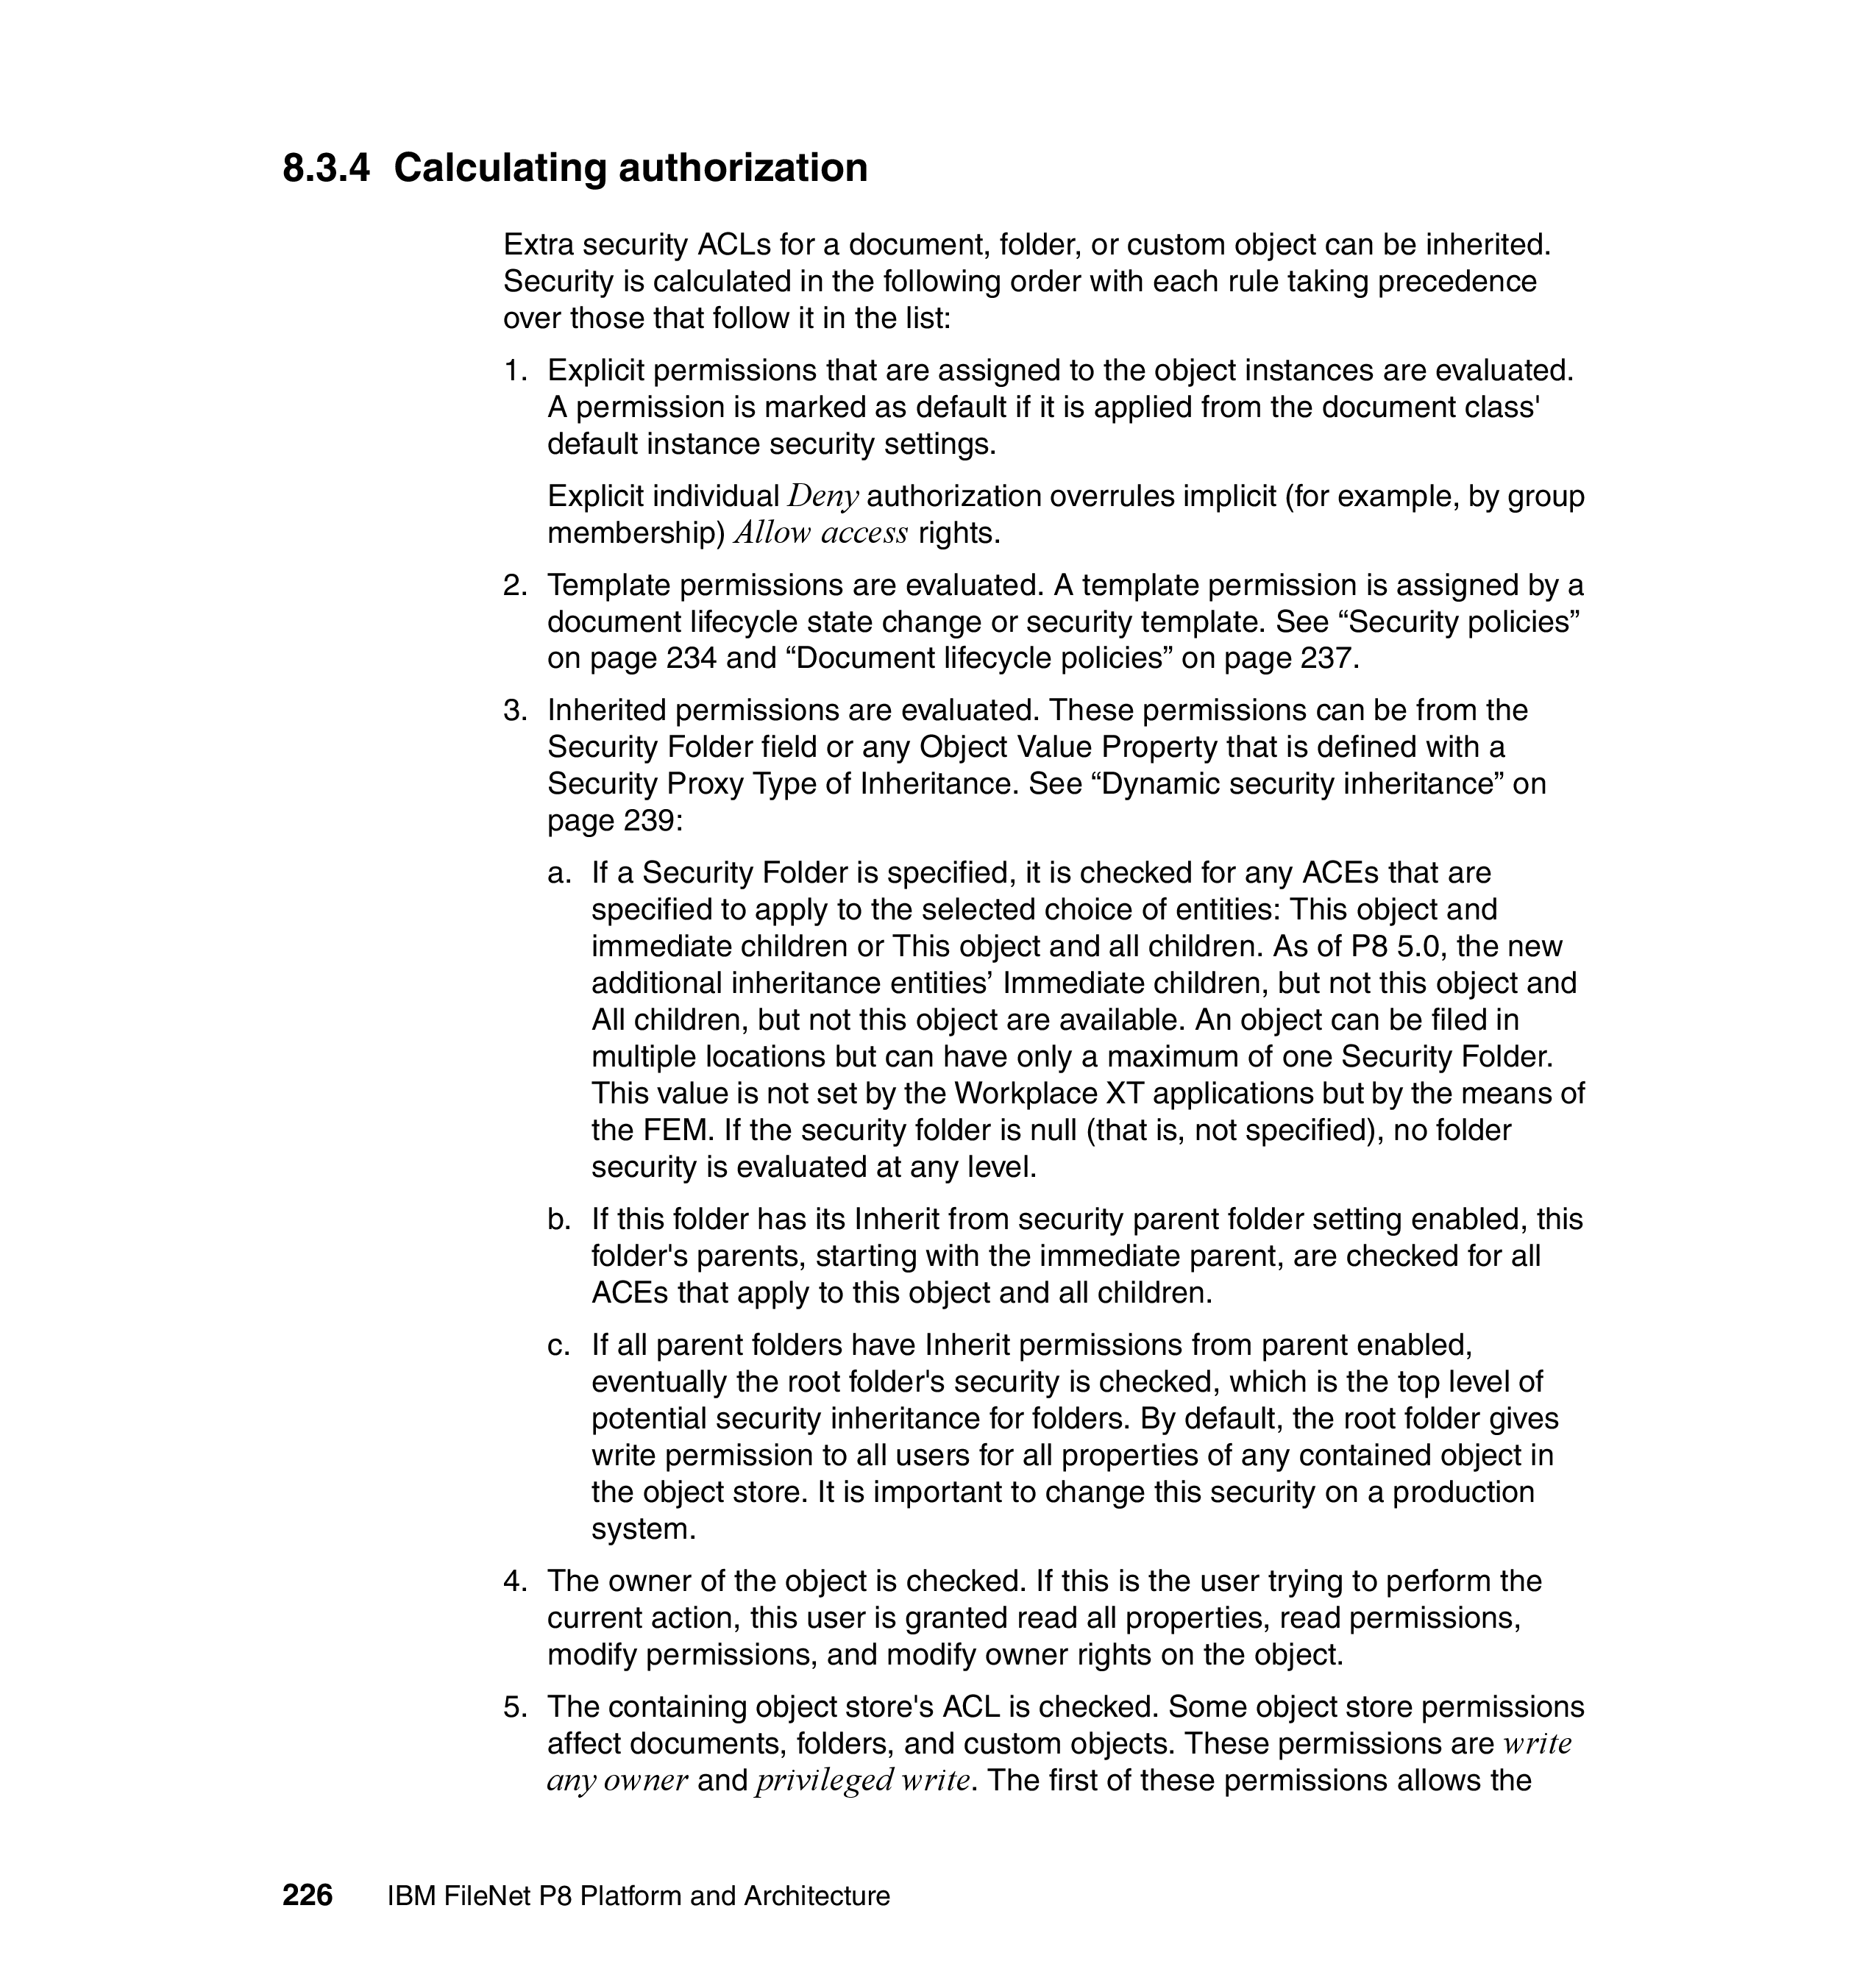 8.3.4 Calculating authorization
Extra security ACLs for a document, folder, or custom object can be inherited.
Security is calculated in the following order with each rule taking precedence
over those that follow it in the list:
1. Explicit permissions that are assigned to the object instances are evaluated.
A permission is marked as default if it is applied from the document class'
default instance security settings.
Explicit individual Deny authorization overrules implicit (for example, by group
membership) Allow access rights.
2. Template permissions are evaluated. A template permission is assigned by a
document lifecycle state change or security template. See “Security policies”
on page 234 and “Document lifecycle policies” on page 237.
3. Inherited permissions are evaluated. These permissions can be from the
Security Folder field or any Object Value Property that is defined with a
Security Proxy Type of Inheritance. See “Dynamic security inheritance” on
page 239:
a. If a Security Folder is specified, it is checked for any ACEs that are
specified to apply to the selected choice of entities: This object and
immediate children or This object and all children. As of P8 5.0, the new
additional inheritance entities’ Immediate children, but not this object and
All children, but not this object are available. An object can be filed in
multiple locations but can have only a maximum of one Security Folder.
This value is not set by the Workplace XT applications but by the means of
the FEM. If the security folder is null (that is, not specified), no folder
security is evaluated at any level.
b. If this folder has its Inherit from security parent folder setting enabled, this
folder's parents, starting with the immediate parent, are checked for all
ACEs that apply to this object and all children.
c. If all parent folders have Inherit permissions from parent enabled,
eventually the root folder's security is checked, which is the top level of
potential security inheritance for folders. By default, the root folder gives
write permission to all users for all properties of any contained object in
the object store. It is important to change this security on a production
system.
4. The owner of the object is checked. If this is the user trying to perform the
current action, this user is granted read all properties, read permissions,
modify permissions, and modify owner rights on the object.
5. The containing object store's ACL is checked. Some object store permissions
affect documents, folders, and custom objects. These permissions are write
any owner and privileged write. The first of these permissions allows the
226 IBM FileNet P8 Platform and Architecture